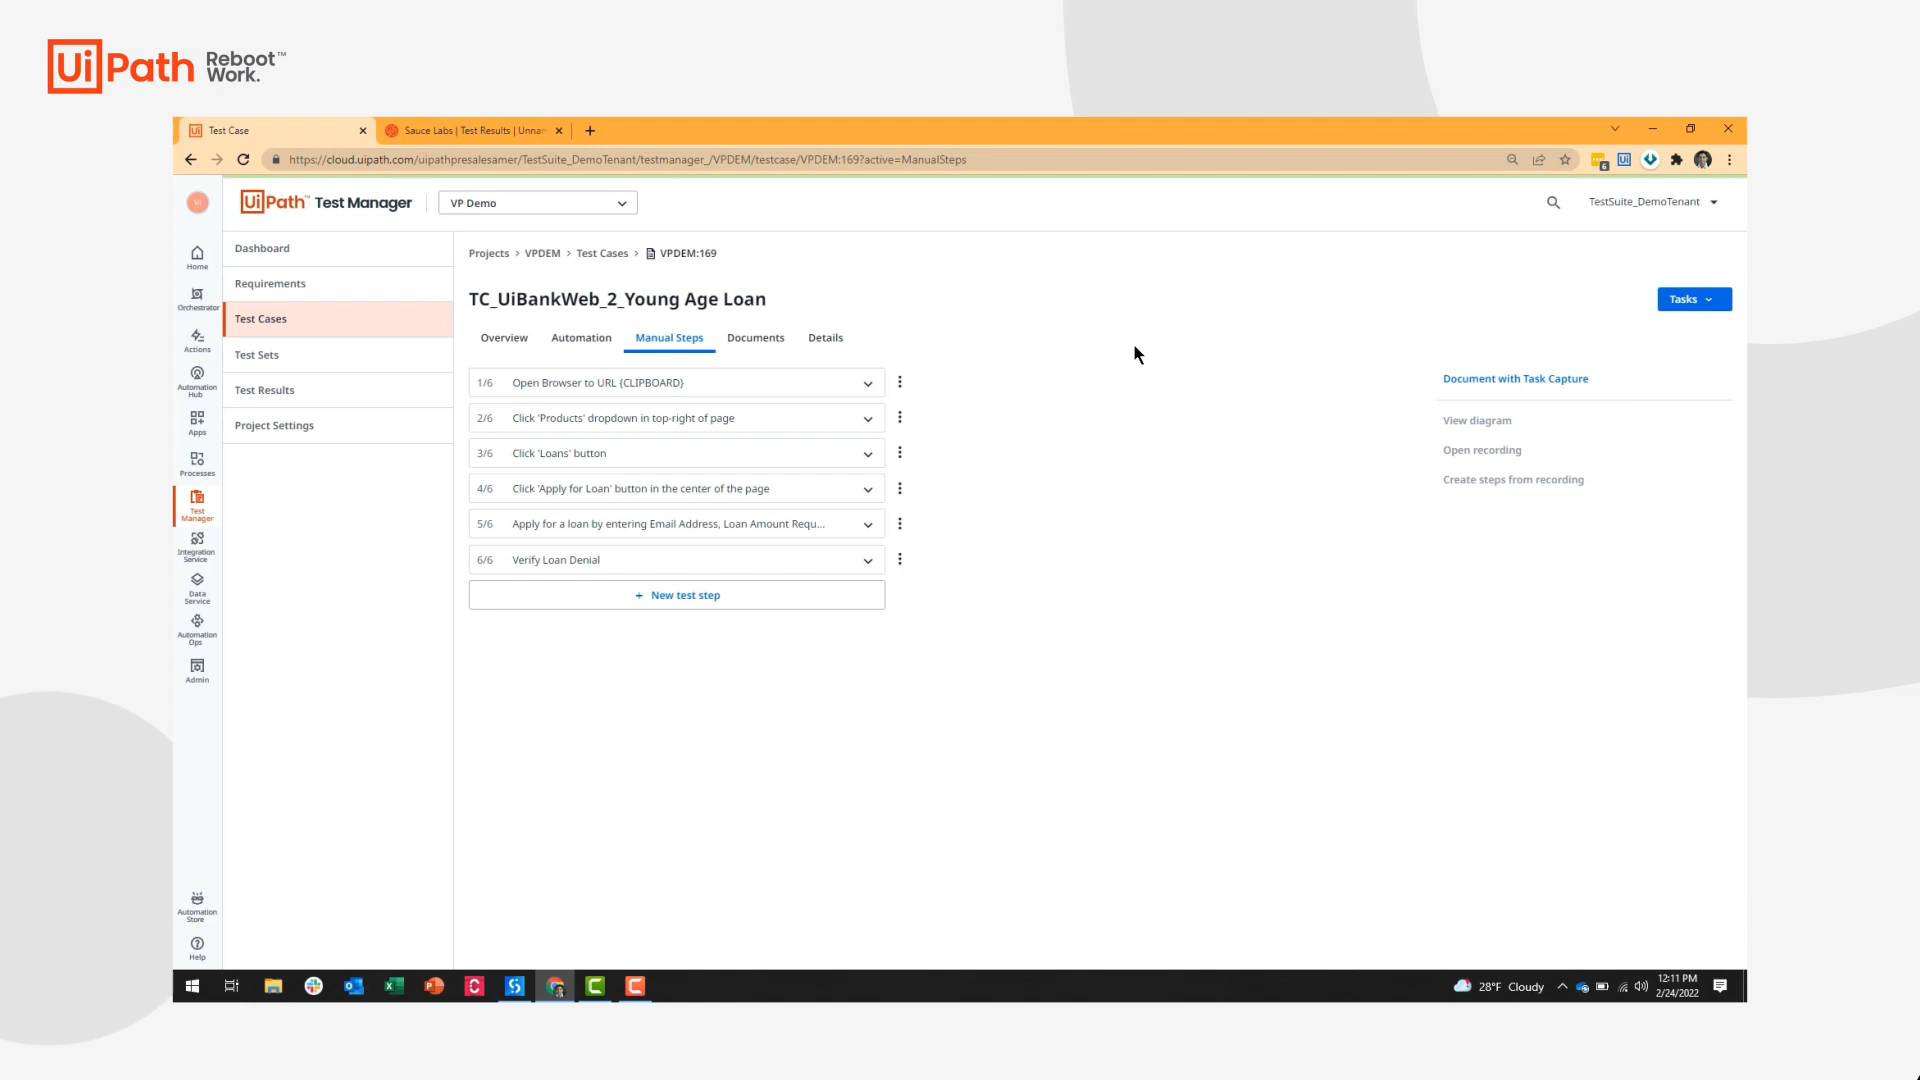 UiPath Reboot Work.™
Test Case
Sauce Labs | Test Results | Unnar
https://cloud.uipath.com/uipathpresalesamer/TestSuite_DemoTenant/testmanager_/VPDEM/testcase/VPDEM:169?active=ManualSteps
6
Ui
UiPath™ Test Manager
VP Demo
TestSuite_DemoTenant
Home
Orchestrator
Actions
Automation Hub
Apps
Processes
Test Manager
Integration Service
Data Service
Automation Ops
Admin
Automation Store
Help
Dashboard
Requirements
Test Cases
Test Sets
Test Results
Project Settings
Projects > VPDEM > Test Cases > VPDEM:169
TC_UiBankWeb_2_Young Age Loan
Tasks
Overview Automation Manual Steps Documents Details
1/6 Open Browser to URL {CLIPBOARD}
2/6 Click 'Products' dropdown in top-right of page
3/6 Click 'Loans' button
4/6 Click 'Apply for Loan' button in the center of the page
5/6 Apply for a loan by entering Email Address, Loan Amount Requ...
6/6 Verify Loan Denial
+ New test step
Document with Task Capture
View diagram
Open recording
Create steps from recording
28°F Cloudy
12:11 PM
2/24/2022